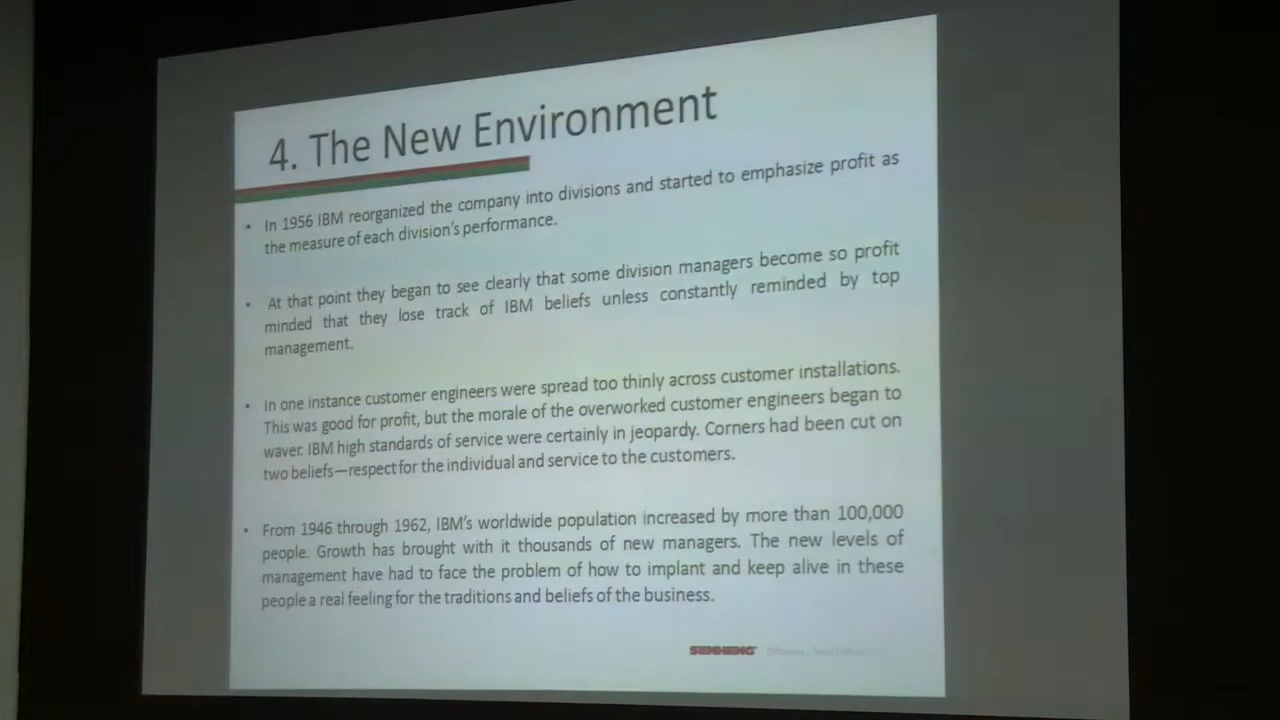 4. The New Environment
• In 1956 IBM reorganized the company into divisions and started to emphasize profit as
the measure of each division's performance.
• At that point they began to see clearly that some division managers become so profit
minded that they lose track of IBM beliefs unless constantly reminded by top
management.
• In one instance customer engineers were spread too thinly across customer installations.
This was good for profit, but the morale of the overworked customer engineers began to
waver. IBM high standards of service were certainly in jeopardy. Corners had been cut on
two beliefs—respect for the individual and service to the customers.
• From 1946 through 1962, IBM's worldwide population increased by more than 100,000
people. Growth has brought with it thousands of new managers. The new levels of
management have had to face the problem of how to implant and keep alive in these
people a real feeling for the traditions and beliefs of the business.
SENHENG